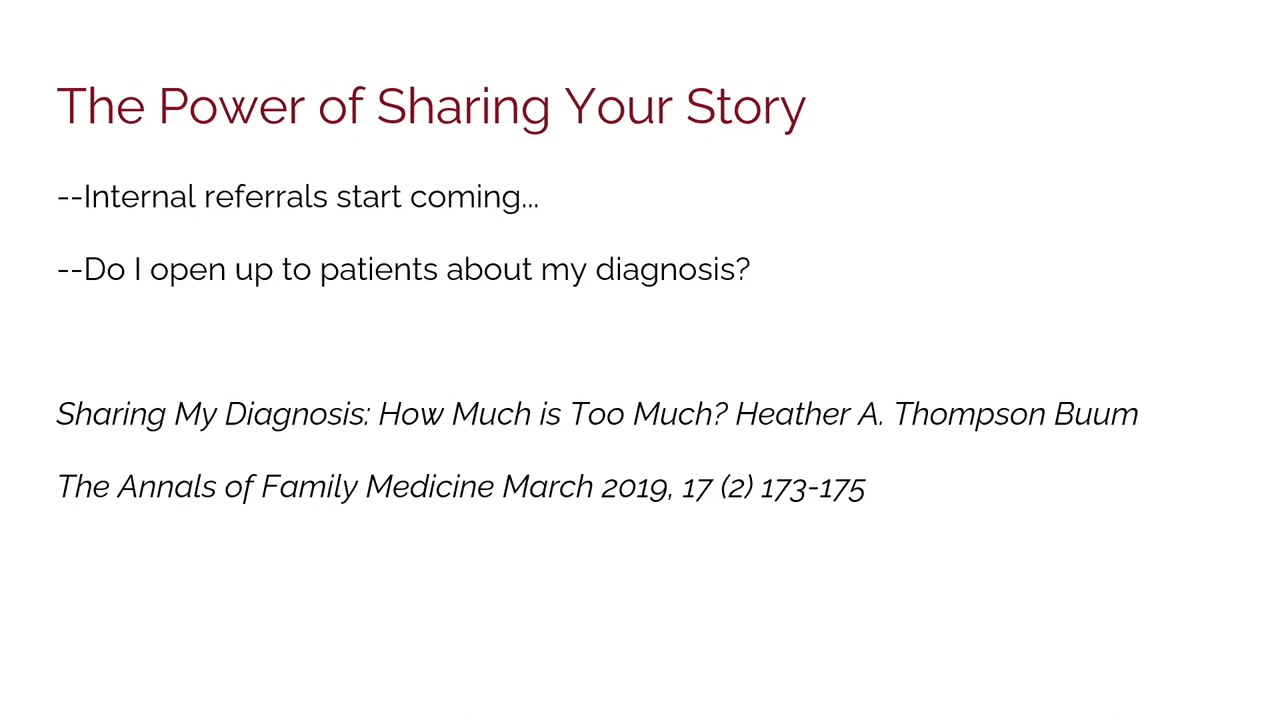 The Power of Sharing Your Story
--Internal referrals start coming...
--Do I open up to patients about my diagnosis?
Sharing My Diagnosis: How Much is Too Much? Heather A. Thompson Buum
The Annals of Family Medicine March 2019, 17 (2) 173-175